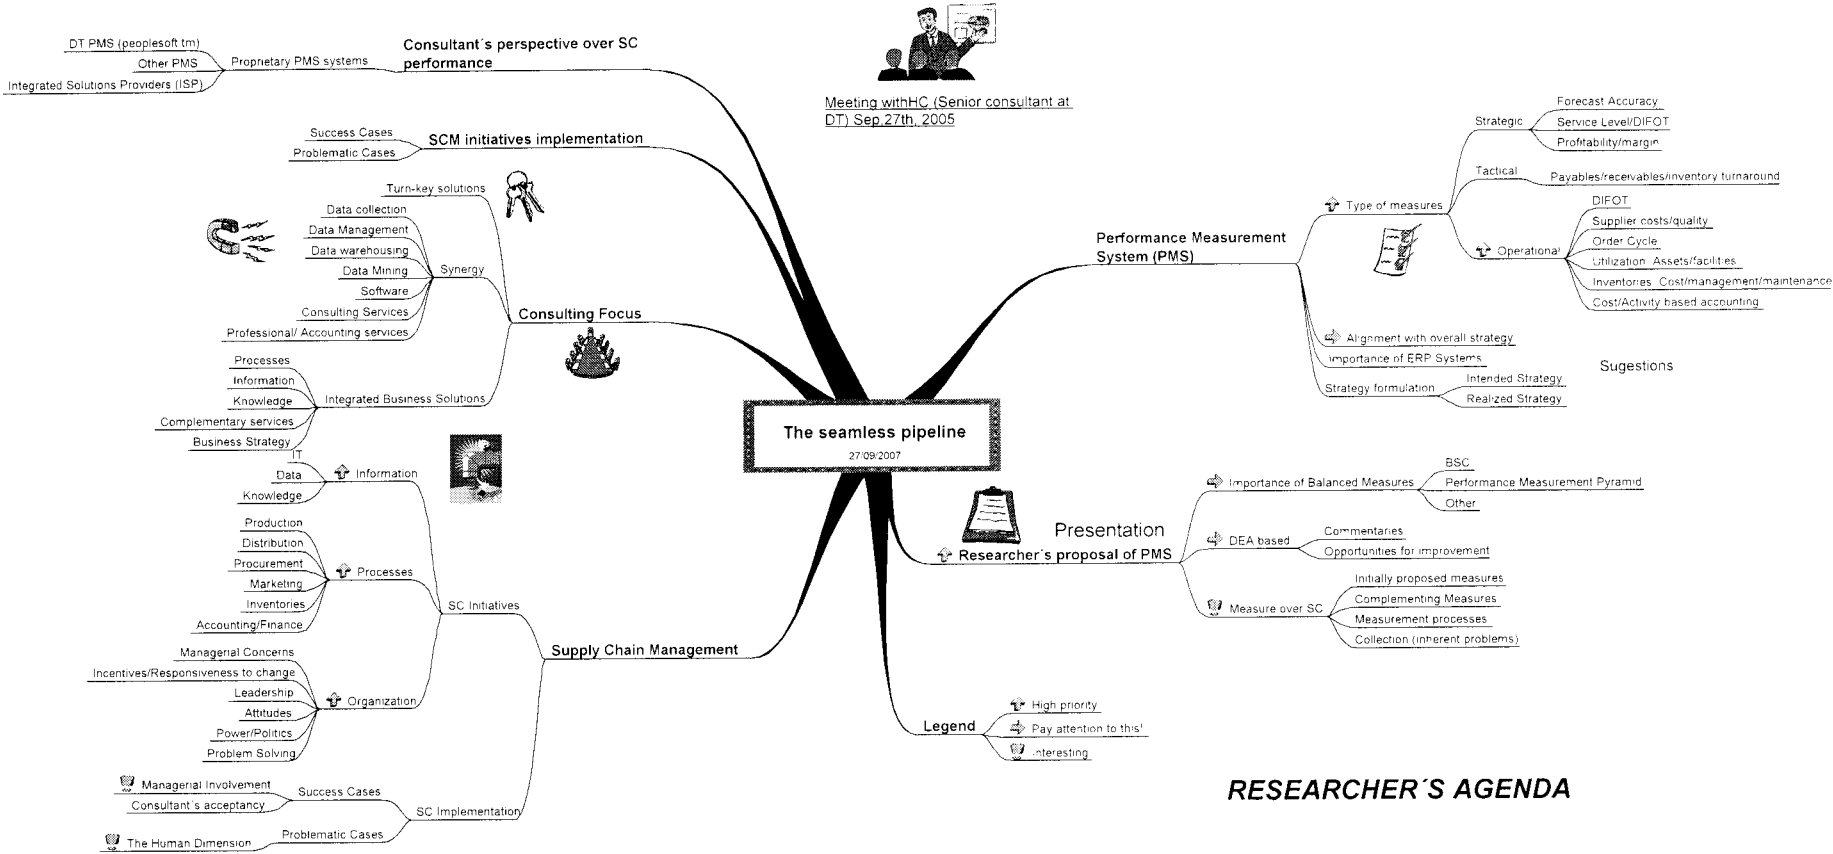 Meeting withHC (Senior consultant at
DT) Sep.27th, 2005
The seamless pipeline
27/09/2007
Consultant´s perspective over SC
performance
Proprietary PMS systems
DT PMS (peoplesoft tm)
Other PMS
Integrated Solutions Providers (ISP)
SCM initiatives implementation
Success Cases
Problematic Cases
Consulting Focus
Turn-key solutions
Synergy
Data collection
Data Management
Data warehousing
Data Mining
Software
Consulting Services
Professional/ Accounting services
Integrated Business Solutions
Processes
Information
Knowledge
Complementary services
Business Strategy
Supply Chain Management
SC Initiatives
Information
IT
Data
Knowledge
Processes
Production
Distribution
Procurement
Marketing
Inventories
Accounting/Finance
Organization
Managerial Concerns
Incentives/Responsiveness to change
Leadership
Attitudes
Power/Politics
Problem Solving
SC Implementation
Success Cases
Managerial Involvement
Consultant´s acceptancy
Problematic Cases
The Human Dimension
Performance Measurement
System (PMS)
Type of measures
Strategic
Forecast Accuracy
Service Level/DIFOT
Profitability/margin
Tactical
Payables/receivables/inventory turnaround
Operational
DIFOT
Supplier costs/quality
Order Cycle
Utilization Assets/facilities
Inventories Cost/management/maintenance
Cost/Activity based accounting
Alignment with overall strategy
Importance of ERP Systems
Strategy formulation
Intended Strategy
Realized Strategy
Sugestions
Presentation
Researcher´s proposal of PMS
Importance of Balanced Measures
BSC
Performance Measurement Pyramid
Other
DEA based
Commentaries
Opportunities for improvement
Measure over SC
Initially proposed measures
Complementing Measures
Measurement processes
Collection (inherent problems)
Legend
High priority
Pay attention to this!
Interesting
RESEARCHER´S AGENDA